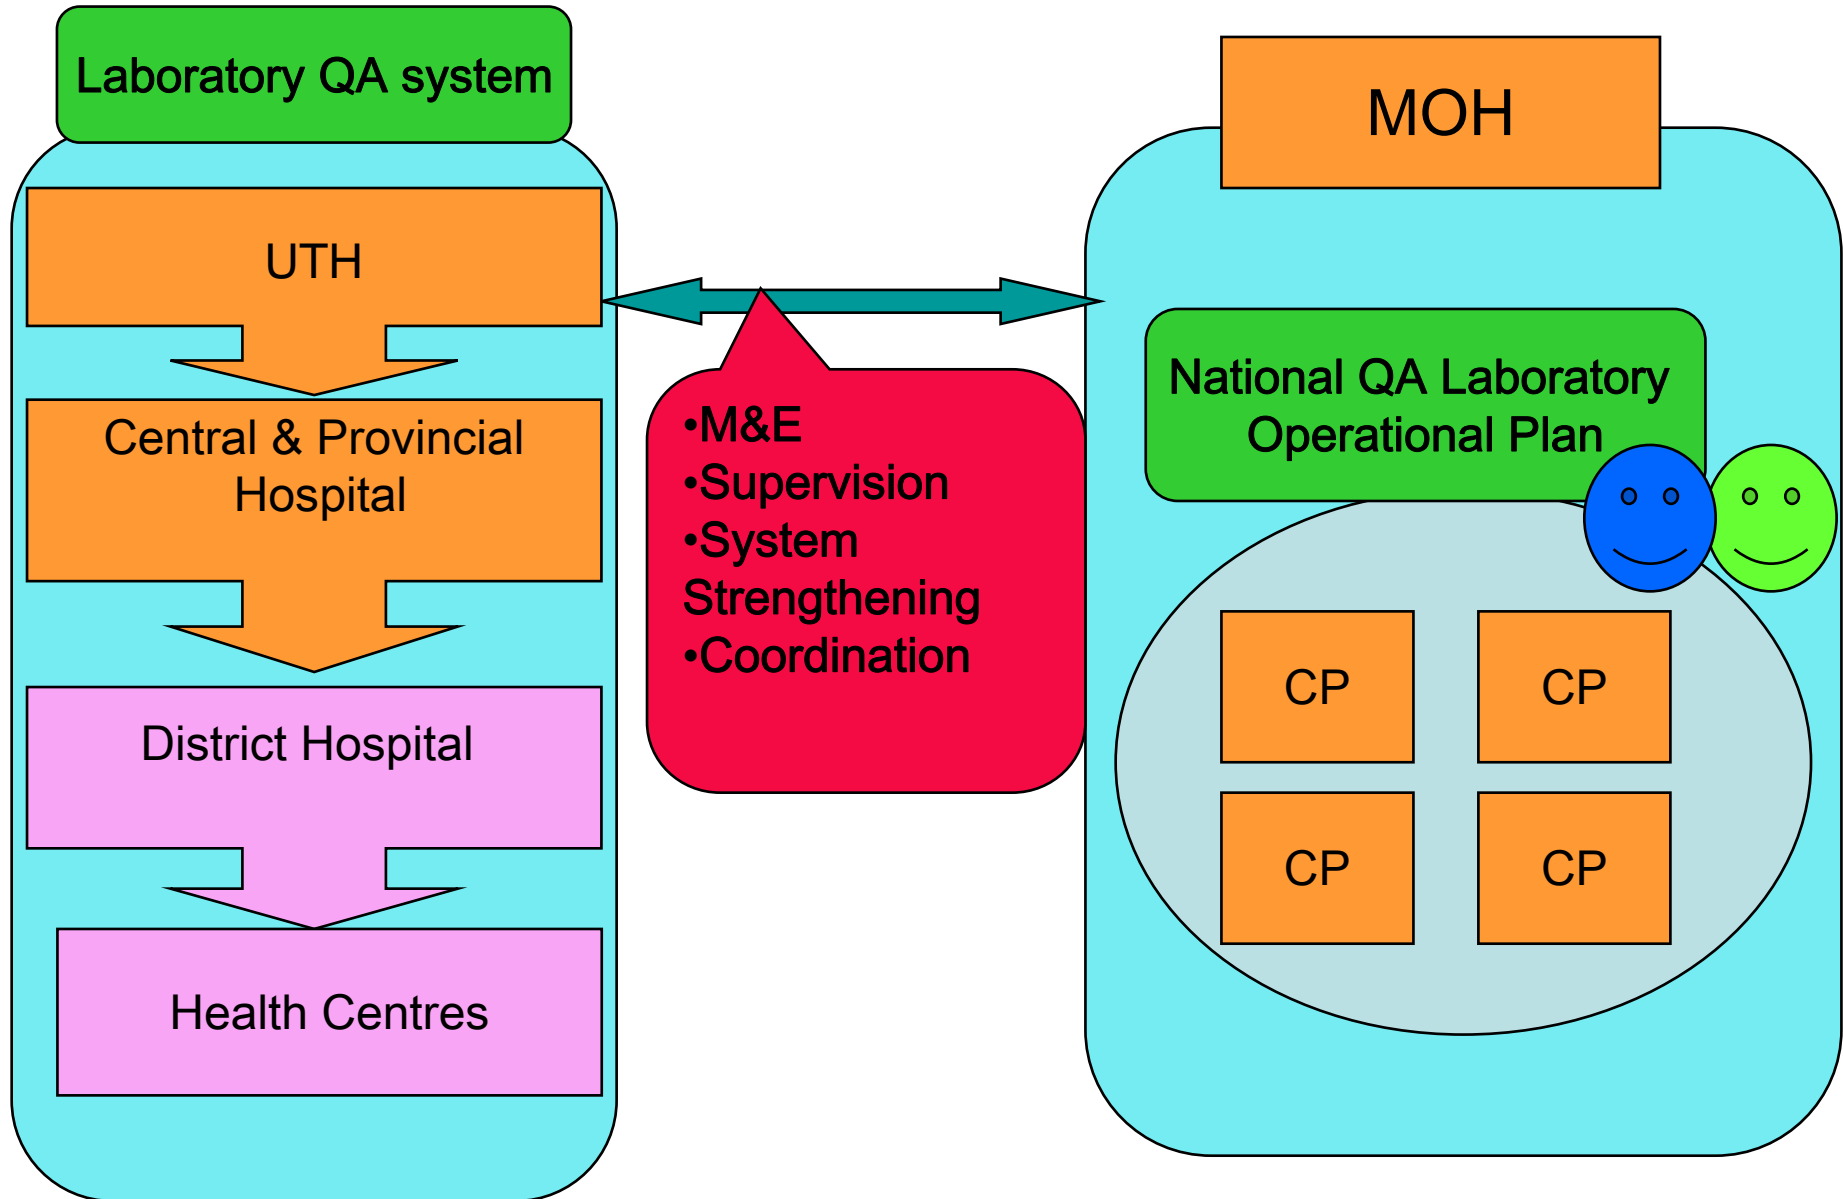 Laboratory QA system
UTH
Central & Provincial
Hospital
District Hospital
Health Centres
•M&E
•Supervision
•System
Strengthening
•Coordination
MOH
National QA Laboratory
Operational Plan
CP
CP
CP
CP